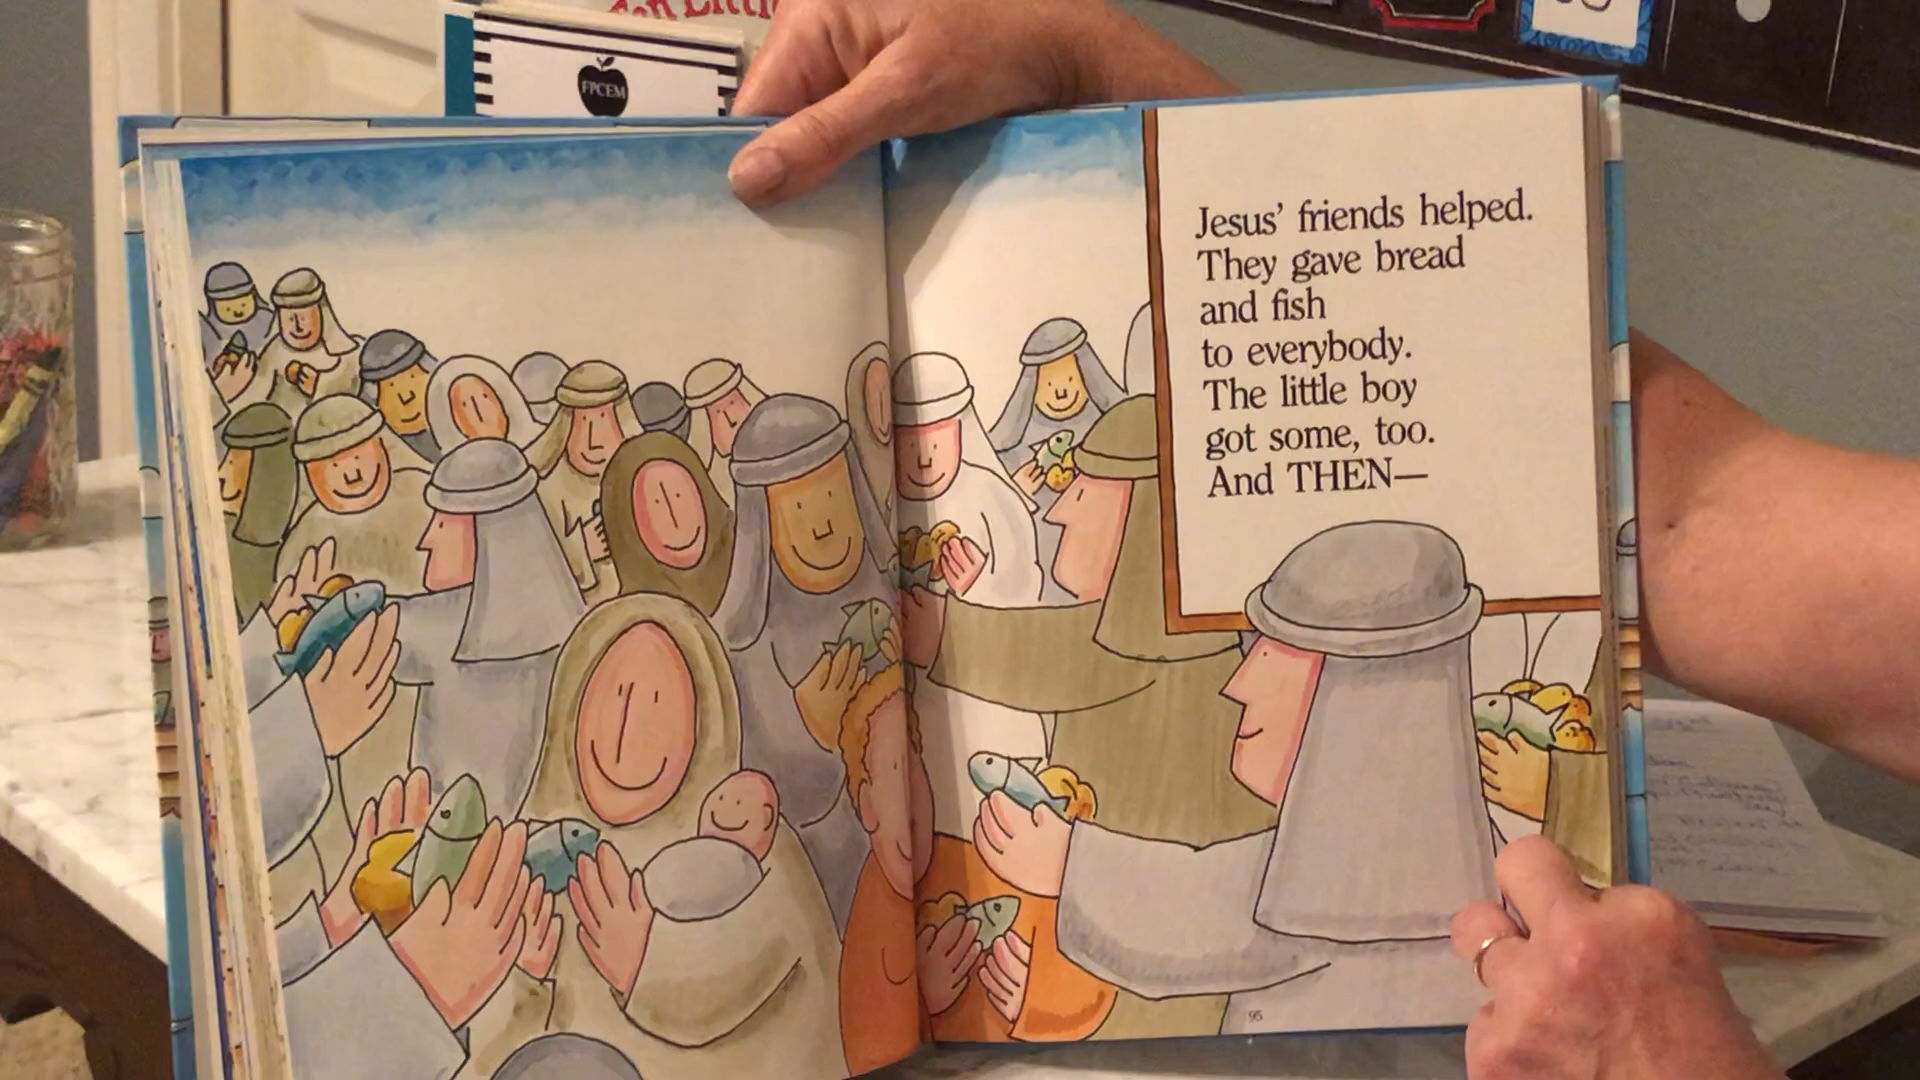 FPCEM
Jesus' friends helped.
They gave bread
and fish
to everybody.
The little boy
got some, too.
And THEN—
95